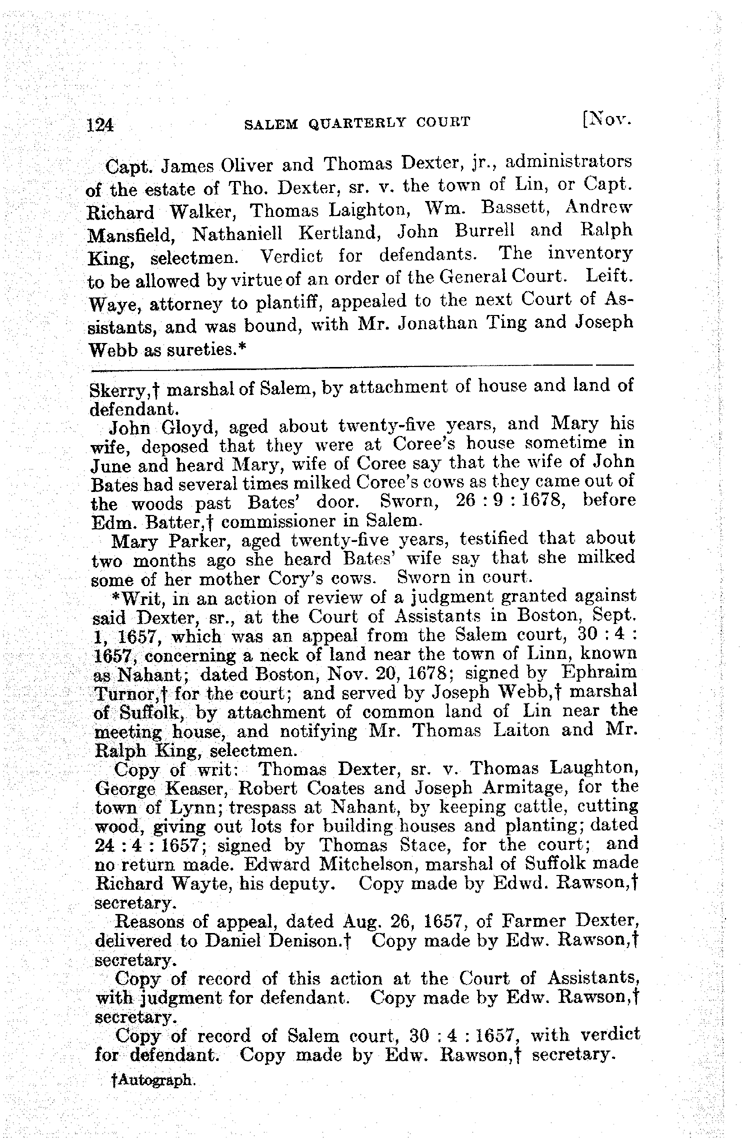 124 SALEM QUARTERLY COURT [Nov.
Capt. James Oliver and Thomas Dexter, jr., administrators
of the estate of Tho. Dexter, sr. v. the town of Lin, or Capt.
Richard Walker, Thomas Laighton, Wm. Bassett, Andrew
Mansfield, Nathaniell Kertland, John Burrell and Ralph
King, selectmen. Verdict for defendants. The inventory
to be allowed by virtue of an order of the General Court. Leift.
Waye, attorney to plantiff, appealed to the next Court of As-
sistants, and was bound, with Mr. Jonathan Ting and Joseph
Webb as sureties.*
Skerry,† marshal of Salem, by attachment of house and land of
defendant.
John Gloyd, aged about twenty-five years, and Mary his
wife, deposed that they were at Coree's house sometime in
June and heard Mary, wife of Coree say that the wife of John
Bates had several times milked Coree's cows as they came out of
the woods past Bates' door. Sworn, 26 : 9 : 1678, before
Edm. Batter,† commissioner in Salem.
Mary Parker, aged twenty-five years, testified that about
two months ago she heard Bates' wife say that she milked
some of her mother Cory's cows. Sworn in court.
*Writ, in an action of review of a judgment granted against
said Dexter, sr., at the Court of Assistants in Boston, Sept.
1, 1657, which was an appeal from the Salem court, 30 : 4 :
1657, concerning a neck of land near the town of Linn, known
as Nahant; dated Boston, Nov. 20, 1678; signed by Ephraim
Turnor,† for the court; and served by Joseph Webb,† marshal
of Suffolk, by attachment of common land of Lin near the
meeting house, and notifying Mr. Thomas Laiton and Mr.
Ralph King, selectmen.
Copy of writ: Thomas Dexter, sr. v. Thomas Laughton,
George Keaser, Robert Coates and Joseph Armitage, for the
town of Lynn; trespass at Nahant, by keeping cattle, cutting
wood, giving out lots for building houses and planting; dated
24 : 4 : 1657; signed by Thomas Stace, for the court; and
no return made. Edward Mitchelson, marshal of Suffolk made
Richard Wayte, his deputy. Copy made by Edwd. Rawson,†
secretary.
Reasons of appeal, dated Aug. 26, 1657, of Farmer Dexter,
delivered to Daniel Denison.† Copy made by Edw. Rawson,†
secretary.
Copy of record of this action at the Court of Assistants,
with judgment for defendant. Copy made by Edw. Rawson,†
secretary.
Copy of record of Salem court, 30 : 4 : 1657, with verdict
for defendant. Copy made by Edw. Rawson,† secretary.
†Autograph.